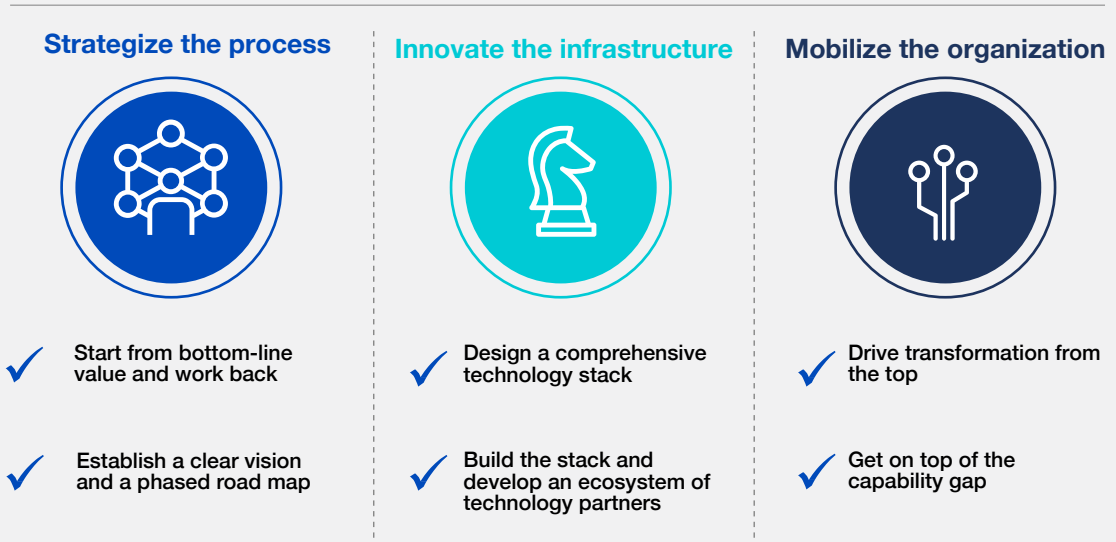 Strategize the process
Start from bottom-line
value and work back
Establish a clear vision
and a phased road map
Innovate the infrastructure
Design a comprehensive
technology stack
Build the stack and
develop an ecosystem of
technology partners
Mobilize the organization
Drive transformation from
the top
Get on top of the
capability gap